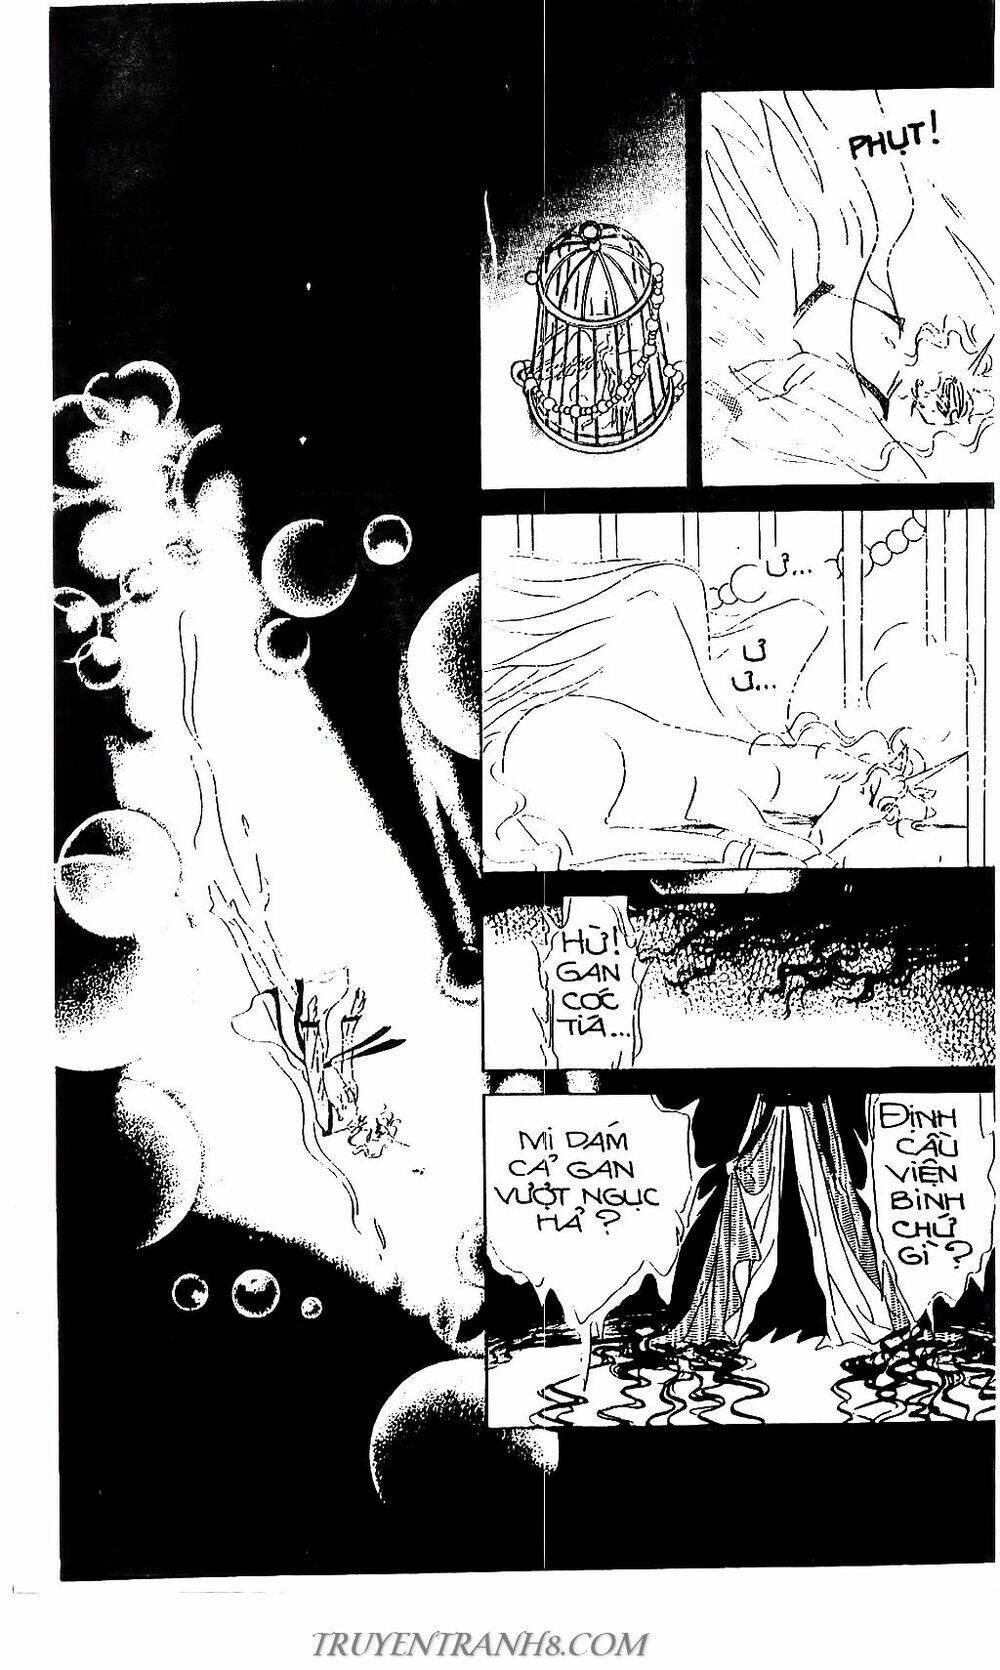 PHỤT!
Ư...
Ư
Ư...
HỪ!
GAN
CÓC
TIÁ...
ĐỊNH
CẦU
VIỆN
BINH
CHỨ
GÌ?
MI DÁM
CẢ GAN
VƯỢT NGỤC
HẢ?
TRUYENTRANH8.COM